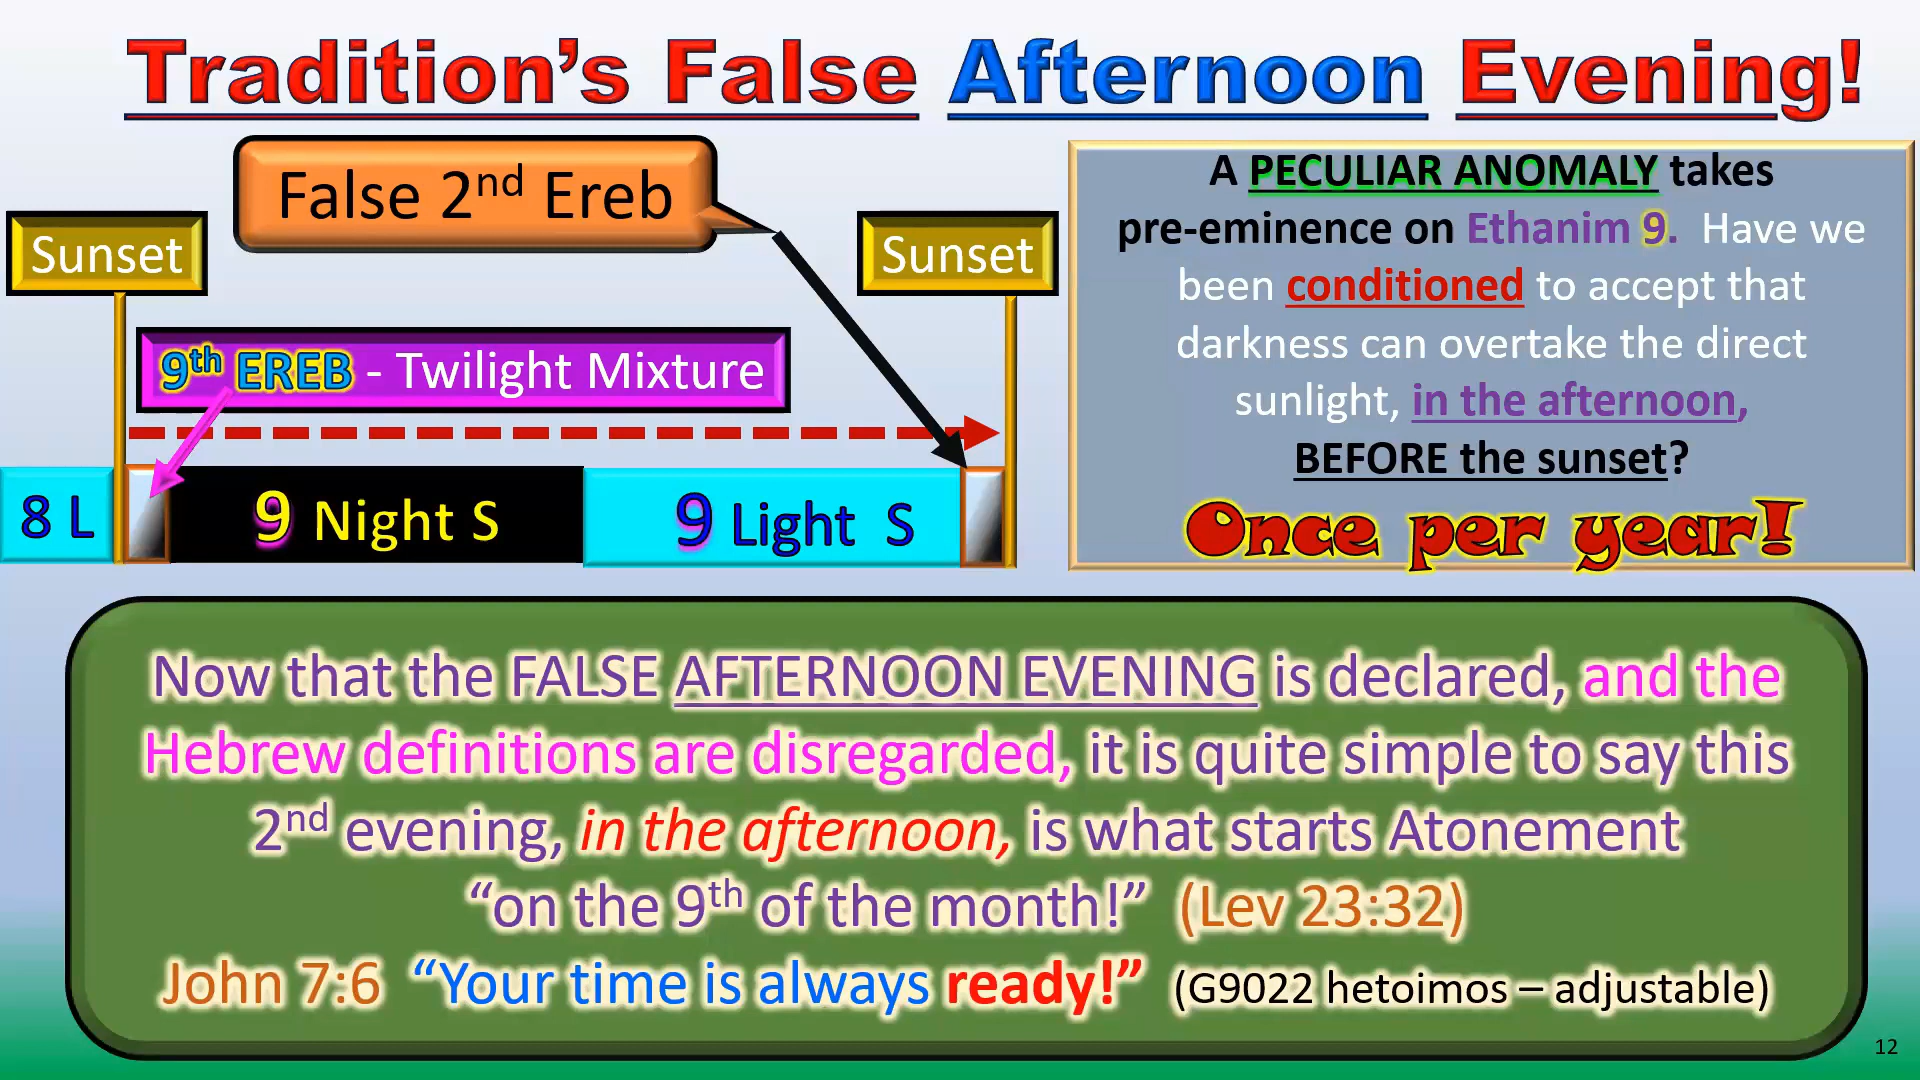 Tradition’s False Afternoon Evening!
False 2nd Ereb
Sunset
Sunset
9th EREB - Twilight Mixture
8 L
9 Night S
9 Light S
A PECULIAR ANOMALY takes
pre-eminence on Ethanim 9. Have we
been conditioned to accept that
darkness can overtake the direct
sunlight, in the afternoon,
BEFORE the sunset?
Once per year!
Now that the FALSE AFTERNOON EVENING is declared, and the
Hebrew definitions are disregarded, it is quite simple to say this
2nd evening, in the afternoon, is what starts Atonement
“on the 9th of the month!” (Lev 23:32)
John 7:6 “Your time is always ready!” (G9022 hetoimos – adjustable)
12